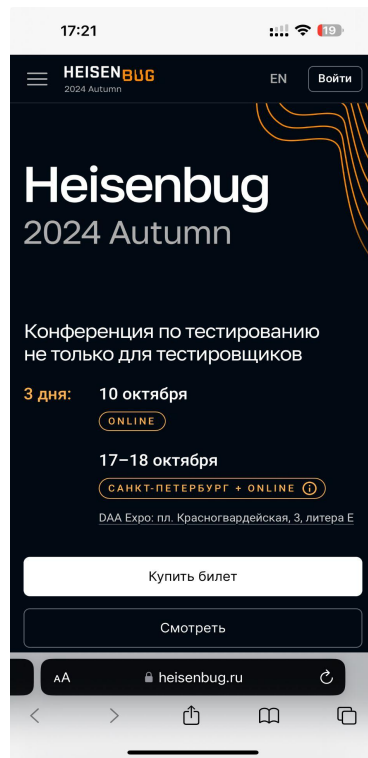 17:21
19
HEISENBUG
2024 Autumn
EN
Войти
Heisenbug
2024 Autumn
Конференция по тестированию
не только для тестировщиков
3 дня:
10 октября
ONLINE
17–18 октября
САНКТ-ПЕТЕРБУРГ + ONLINE
DAA Expo: пл. Красногвардейская, 3, литера Е
Купить билет
Смотреть
AA
heisenbug.ru